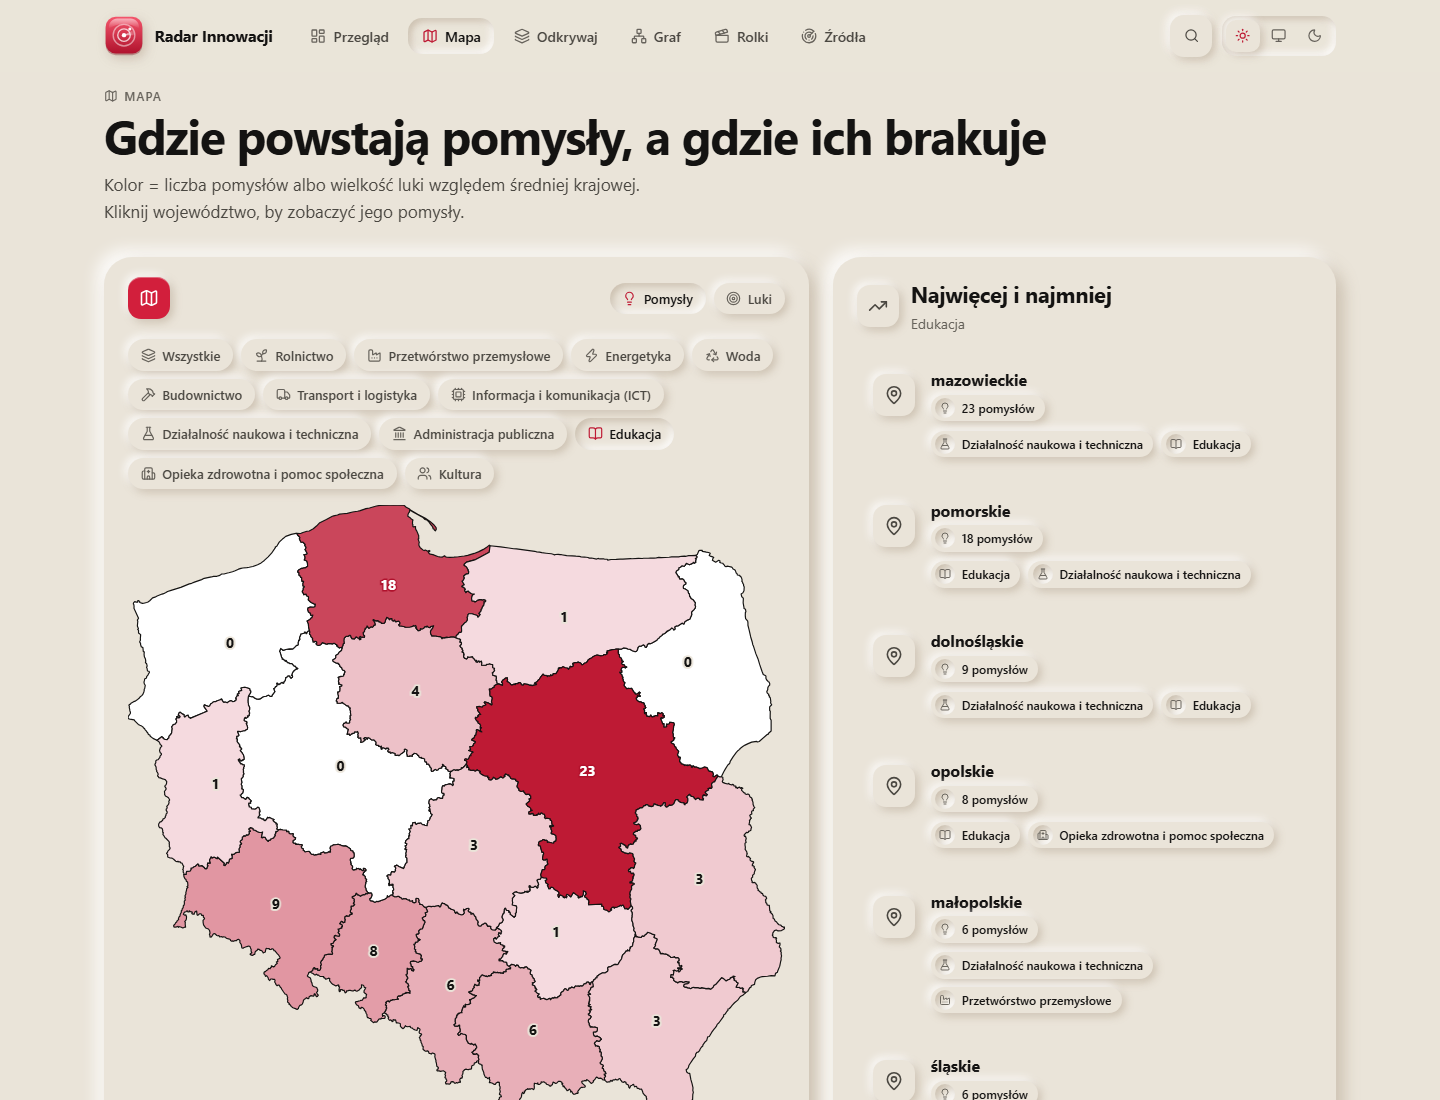 Radar Innowacji
Przegląd
Mapa
Odkrywaj
Graf
Rolki
Źródła
MAPA
Gdzie powstają pomysły, a gdzie ich brakuje
Kolor = liczba pomysłów albo wielkość luki względem średniej krajowej.
Kliknij województwo, by zobaczyć jego pomysły.
Pomysły
Luki
Wszystkie
Rolnictwo
Przetwórstwo przemysłowe
Energetyka
Woda
Budownictwo
Transport i logistyka
Informacja i komunikacja (ICT)
Działalność naukowa i techniczna
Administracja publiczna
Edukacja
Opieka zdrowotna i pomoc społeczna
Kultura
18
1
0
0
4
23
0
1
3
3
9
1
8
6
3
6
Najwięcej i najmniej
Edukacja
mazowieckie
23 pomysłów
Działalność naukowa i techniczna
Edukacja
pomorskie
18 pomysłów
Edukacja
Działalność naukowa i techniczna
dolnośląskie
9 pomysłów
Działalność naukowa i techniczna
Edukacja
opolskie
8 pomysłów
Edukacja
Opieka zdrowotna i pomoc społeczna
małopolskie
6 pomysłów
Działalność naukowa i techniczna
Przetwórstwo przemysłowe
śląskie
6 pomysłów